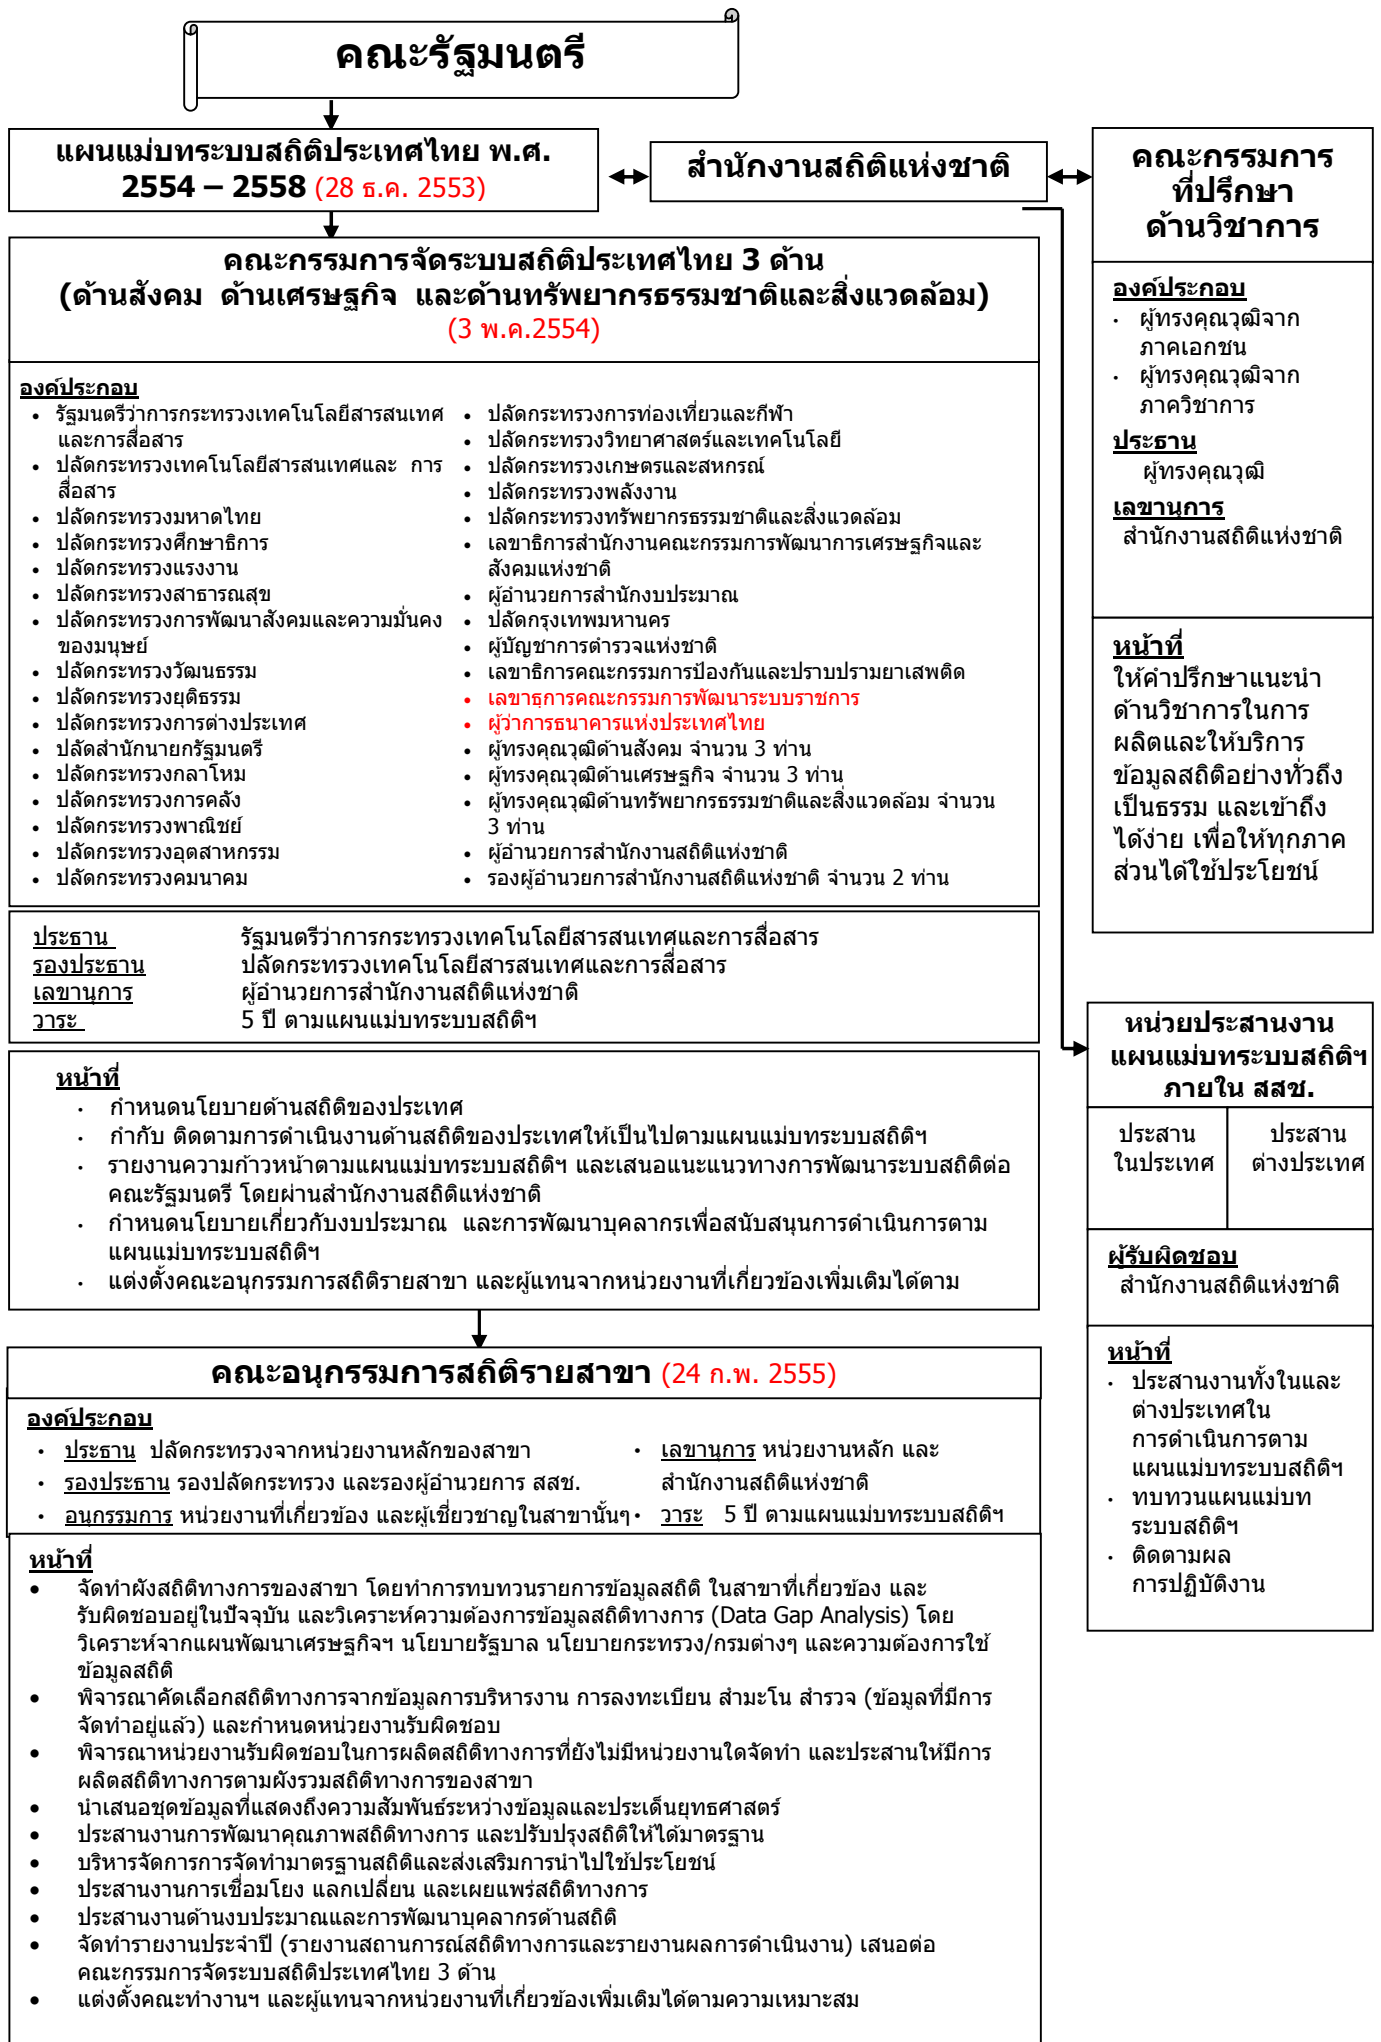 คณะรัฐมนตรี
แผนแม่บทระบบสถิติประเทศไทย พ.ศ.
2554 – 2558 (28 ธ.ค. 2553)
สำนักงานสถิติแห่งชาติ
คณะกรรมการ
ที่ปรึกษา
ด้านวิชาการ
องค์ประกอบ
• ผู้ทรงคุณวุฒิจาก
ภาคเอกชน
• ผู้ทรงคุณวุฒิจาก
ภาควิชาการ
ประธาน
ผู้ทรงคุณวุฒิ
เลขานุการ
สำนักงานสถิติแห่งชาติ
หน้าที่
ให้คำปรึกษาแนะนำ
ด้านวิชาการในการ
ผลิตและให้บริการ
ข้อมูลสถิติอย่างทั่วถึง
เป็นธรรม และเข้าถึง
ได้ง่าย เพื่อให้ทุกภาค
ส่วนได้ใช้ประโยชน์
คณะกรรมการจัดระบบสถิติประเทศไทย 3 ด้าน
(ด้านสังคม ด้านเศรษฐกิจ และด้านทรัพยากรธรรมชาติและสิ่งแวดล้อม)
(3 พ.ค.2554)
องค์ประกอบ
• รัฐมนตรีว่าการกระทรวงเทคโนโลยีสารสนเทศ
และการสื่อสาร
• ปลัดกระทรวงเทคโนโลยีสารสนเทศและ การ
สื่อสาร
• ปลัดกระทรวงมหาดไทย
• ปลัดกระทรวงศึกษาธิการ
• ปลัดกระทรวงแรงงาน
• ปลัดกระทรวงสาธารณสุข
• ปลัดกระทรวงการพัฒนาสังคมและความมั่นคง
ของมนุษย์
• ปลัดกระทรวงวัฒนธรรม
• ปลัดกระทรวงยุติธรรม
• ปลัดกระทรวงการต่างประเทศ
• ปลัดสำนักนายกรัฐมนตรี
• ปลัดกระทรวงกลาโหม
• ปลัดกระทรวงการคลัง
• ปลัดกระทรวงพาณิชย์
• ปลัดกระทรวงอุตสาหกรรม
• ปลัดกระทรวงคมนาคม
• ปลัดกระทรวงการท่องเที่ยวและกีฬา
• ปลัดกระทรวงวิทยาศาสตร์และเทคโนโลยี
• ปลัดกระทรวงเกษตรและสหกรณ์
• ปลัดกระทรวงพลังงาน
• ปลัดกระทรวงทรัพยากรธรรมชาติและสิ่งแวดล้อม
• เลขาธิการสำนักงานคณะกรรมการพัฒนาการเศรษฐกิจและ
สังคมแห่งชาติ
• ผู้อำนวยการสำนักงบประมาณ
• ปลัดกรุงเทพมหานคร
• ผู้บัญชาการตำรวจแห่งชาติ
• เลขาธิการคณะกรรมการป้องกันและปราบปรามยาเสพติด
• เลขาธุการคณะกรรมการพัฒนาระบบราชการ
• ผู้ว่าการธนาคารแห่งประเทศไทย
• ผู้ทรงคุณวุฒิด้านสังคม จำนวน 3 ท่าน
• ผู้ทรงคุณวุฒิด้านเศรษฐกิจ จำนวน 3 ท่าน
• ผู้ทรงคุณวุฒิด้านทรัพยากรธรรมชาติและสิ่งแวดล้อม จำนวน
3 ท่าน
• ผู้อำนวยการสำนักงานสถิติแห่งชาติ
• รองผู้อำนวยการสำนักงานสถิติแห่งชาติ จำนวน 2 ท่าน
ประธาน รัฐมนตรีว่าการกระทรวงเทคโนโลยีสารสนเทศและการสื่อสาร
รองประธาน ปลัดกระทรวงเทคโนโลยีสารสนเทศและการสื่อสาร
เลขานุการ ผู้อำนวยการสำนักงานสถิติแห่งชาติ
วาระ 5 ปี ตามแผนแม่บทระบบสถิติฯ
หน้าที่
• กำหนดนโยบายด้านสถิติของประเทศ
• กำกับ ติดตามการดำเนินงานด้านสถิติของประเทศให้เป็นไปตามแผนแม่บทระบบสถิติฯ
• รายงานความก้าวหน้าตามแผนแม่บทระบบสถิติฯ และเสนอแนะแนวทางการพัฒนาระบบสถิติต่อ
คณะรัฐมนตรี โดยผ่านสำนักงานสถิติแห่งชาติ
• กำหนดนโยบายเกี่ยวกับงบประมาณ และการพัฒนาบุคลากรเพื่อสนับสนุนการดำเนินการตาม
แผนแม่บทระบบสถิติฯ
• แต่งตั้งคณะอนุกรรมการสถิติรายสาขา และผู้แทนจากหน่วยงานที่เกี่ยวข้องเพิ่มเติมได้ตาม
หน่วยประสานงาน
แผนแม่บทระบบสถิติฯ
ภายใน สสช.
ประสาน
ในประเทศ
ประสาน
ต่างประเทศ
ผู้รับผิดชอบ
สำนักงานสถิติแห่งชาติ
หน้าที่
• ประสานงานทั้งในและ
ต่างประเทศใน
การดำเนินการตาม
แผนแม่บทระบบสถิติฯ
• ทบทวนแผนแม่บท
ระบบสถิติฯ
• ติดตามผล
การปฏิบัติงาน
คณะอนุกรรมการสถิติรายสาขา (24 ก.พ. 2555)
องค์ประกอบ
• ประธาน ปลัดกระทรวงจากหน่วยงานหลักของสาขา
• รองประธาน รองปลัดกระทรวง และรองผู้อำนวยการ สสช.
• อนุกรรมการ หน่วยงานที่เกี่ยวข้อง และผู้เชี่ยวชาญในสาขานั้นๆ
• เลขานุการ หน่วยงานหลัก และ
สำนักงานสถิติแห่งชาติ
• วาระ 5 ปี ตามแผนแม่บทระบบสถิติฯ
หน้าที่
• จัดทำผังสถิติทางการของสาขา โดยทำการทบทวนรายการข้อมูลสถิติ ในสาขาที่เกี่ยวข้อง และ
รับผิดชอบอยู่ในปัจจุบัน และวิเคราะห์ความต้องการข้อมูลสถิติทางการ (Data Gap Analysis) โดย
วิเคราะห์จากแผนพัฒนาเศรษฐกิจฯ นโยบายรัฐบาล นโยบายกระทรวง/กรมต่างๆ และความต้องการใช้
ข้อมูลสถิติ
• พิจารณาคัดเลือกสถิติทางการจากข้อมูลการบริหารงาน การลงทะเบียน สำมะโน สำรวจ (ข้อมูลที่มีการ
จัดทำอยู่แล้ว) และกำหนดหน่วยงานรับผิดชอบ
• พิจารณาหน่วยงานรับผิดชอบในการผลิตสถิติทางการที่ยังไม่มีหน่วยงานใดจัดทำ และประสานให้มีการ
ผลิตสถิติทางการตามผังรวมสถิติทางการของสาขา
• นำเสนอชุดข้อมูลที่แสดงถึงความสัมพันธ์ระหว่างข้อมูลและประเด็นยุทธศาสตร์
• ประสานงานการพัฒนาคุณภาพสถิติทางการ และปรับปรุงสถิติให้ได้มาตรฐาน
• บริหารจัดการการจัดทำมาตรฐานสถิติและส่งเสริมการนำไปใช้ประโยชน์
• ประสานงานการเชื่อมโยง แลกเปลี่ยน และเผยแพร่สถิติทางการ
• ประสานงานด้านงบประมาณและการพัฒนาบุคลากรด้านสถิติ
• จัดทำรายงานประจำปี (รายงานสถานการณ์สถิติทางการและรายงานผลการดำเนินงาน) เสนอต่อ
คณะกรรมการจัดระบบสถิติประเทศไทย 3 ด้าน
• แต่งตั้งคณะทำงานฯ และผู้แทนจากหน่วยงานที่เกี่ยวข้องเพิ่มเติมได้ตามความเหมาะสม